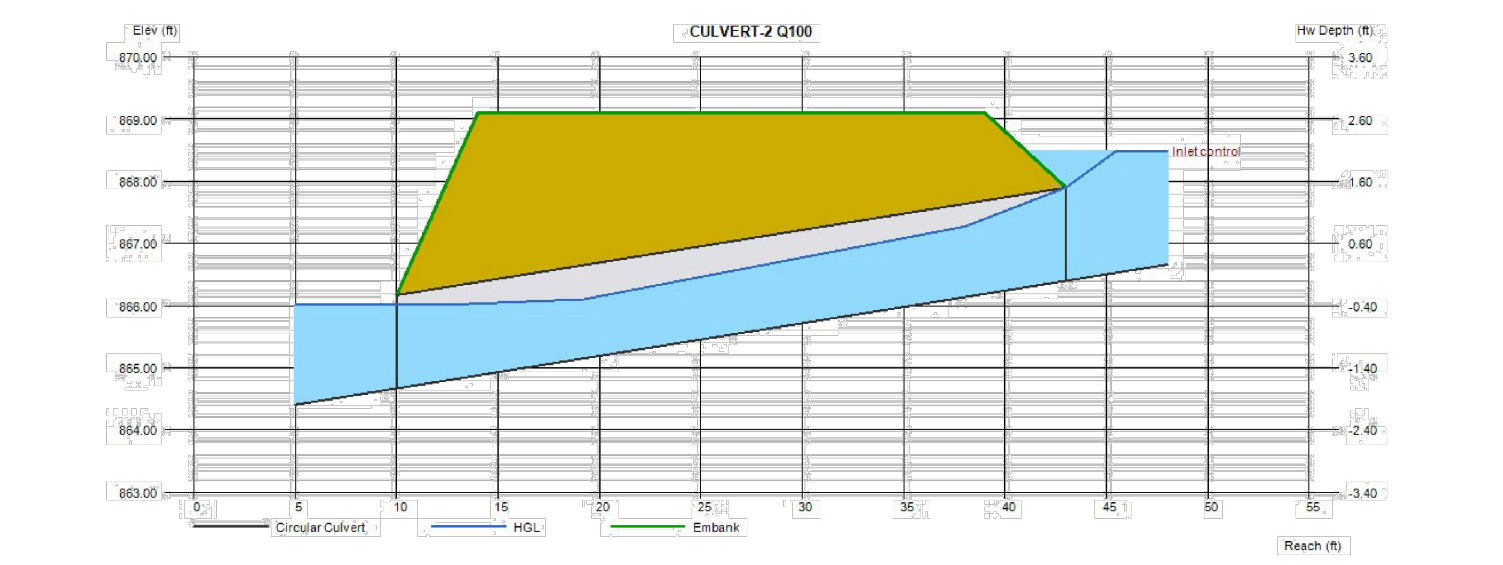 Elev (ft) CULVERT-2 Q100 Hw Depth (ft)
870.00 3.60
869.00 2.60
Inlet control
868.00 1.60
867.00 0.60
866.00 -0.40
865.00 -1.40
864.00 -2.40
863.00 -3.40
0 5 10 15 20 25 30 35 40 45 50 55
Circular Culvert HGL Embank
Reach (ft)